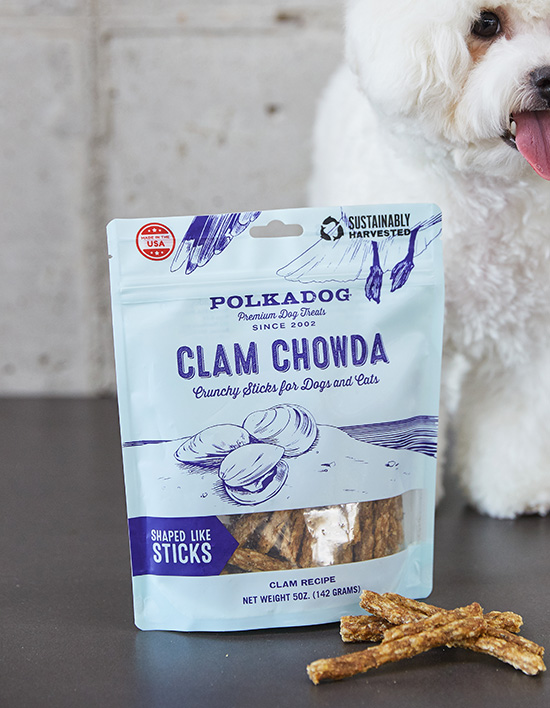 MADE IN THE
USA
SUSTAINABLY
HARVESTED
POLKADOG
Premium Dog Treats
SINCE 2002
CLAM CHOWDA
Crunchy Sticks for Dogs and Cats
SHAPED LIKE
STICKS
CLAM RECIPE
NET WEIGHT 5OZ. (142 GRAMS)